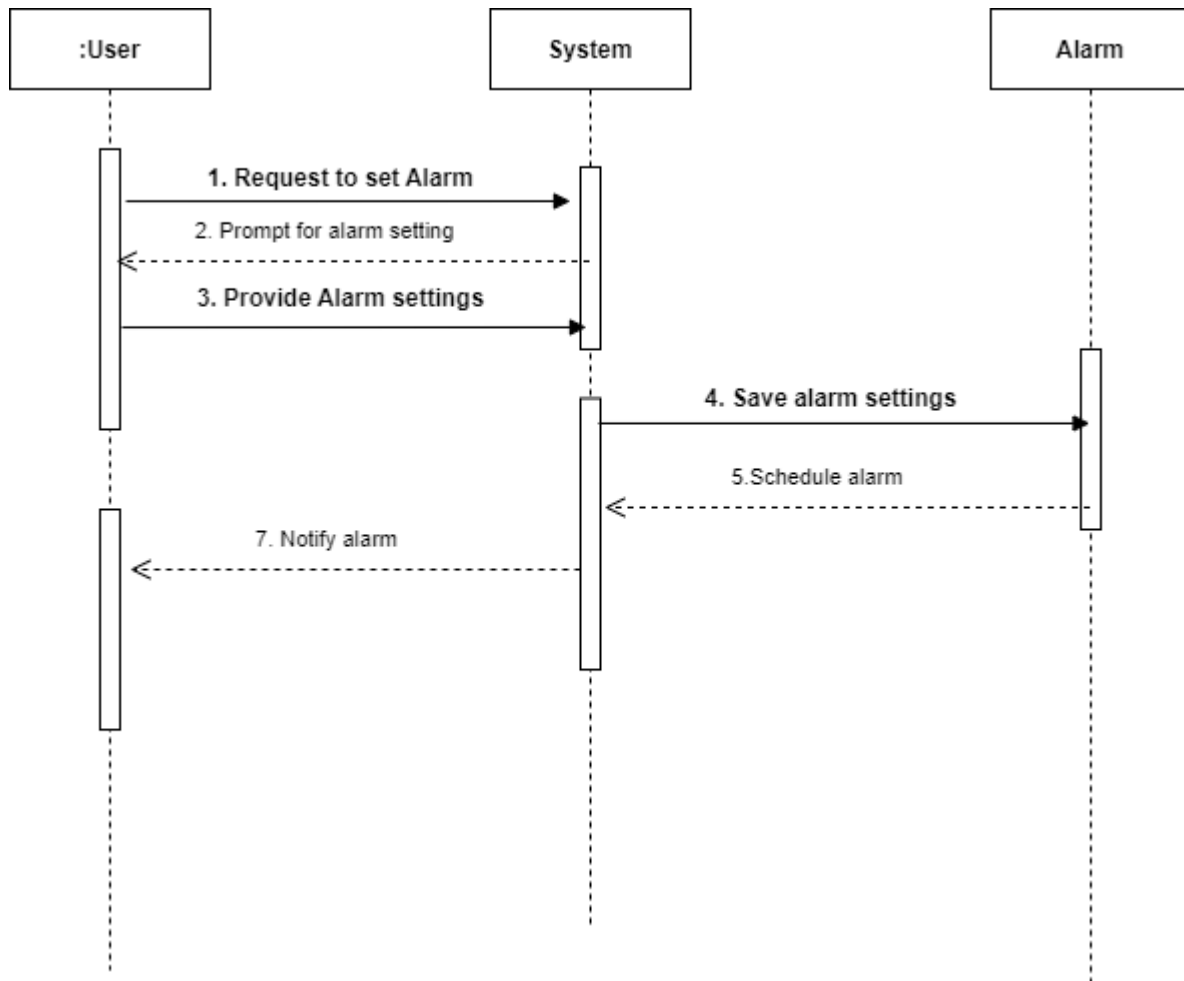 :User
System
Alarm
1. Request to set Alarm
2. Prompt for alarm setting
3. Provide Alarm settings
4. Save alarm settings
5.Schedule alarm
7. Notify alarm